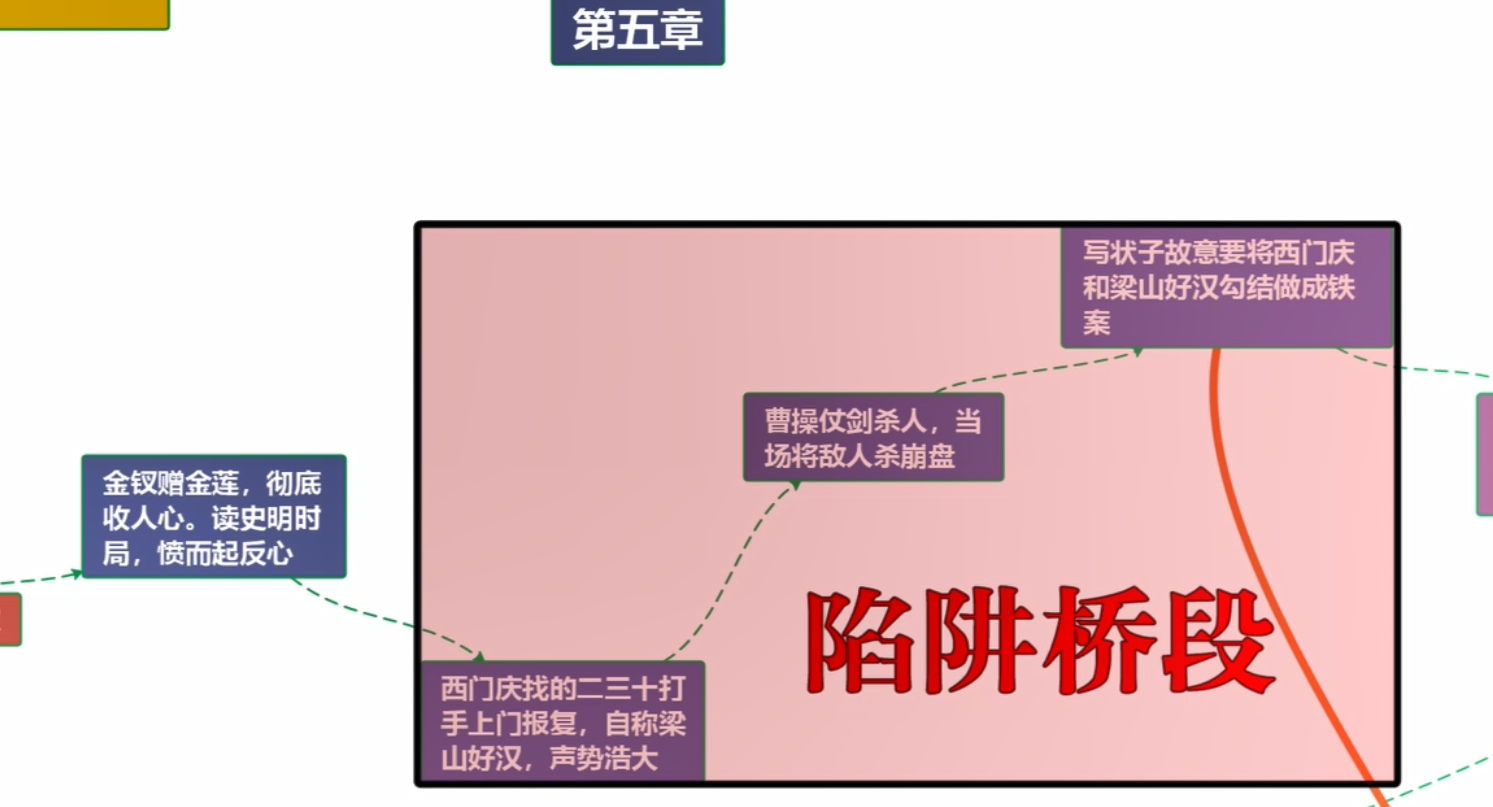 第五章
写状子故意要将西门庆
和梁山好汉勾结做成铁
案
曹操仗剑杀人，当
场将敌人杀崩盘
金钗赠金莲，彻底
收人心。读史明时
局，愤而起反心
陷阱桥段
西门庆找的二三十打
手上门报复，自称梁
山好汉，声势浩大